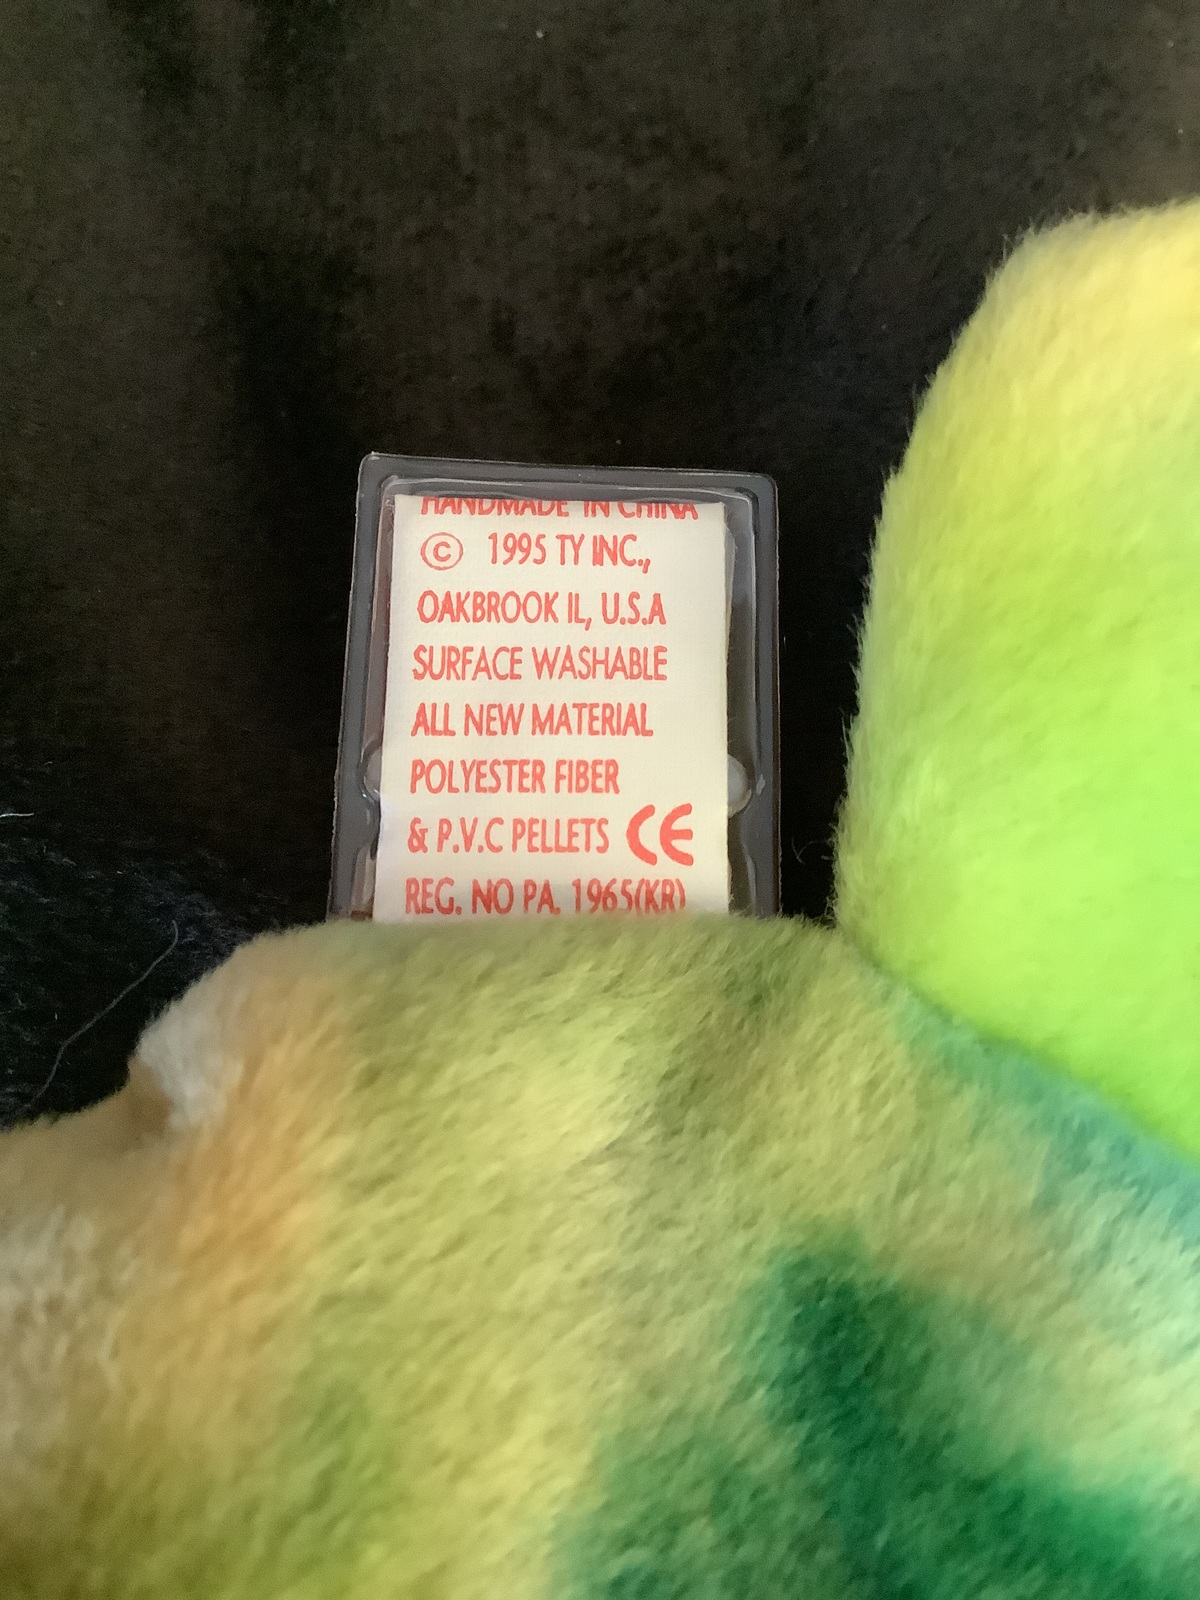 HANDMADE IN CHINA
© 1995 TY INC.,
OAKBROOK IL, U.S.A
SURFACE WASHABLE
ALL NEW MATERIAL
POLYESTER FIBER
& P.V.C PELLETS CE
REG. NO PA. 1965(KR)